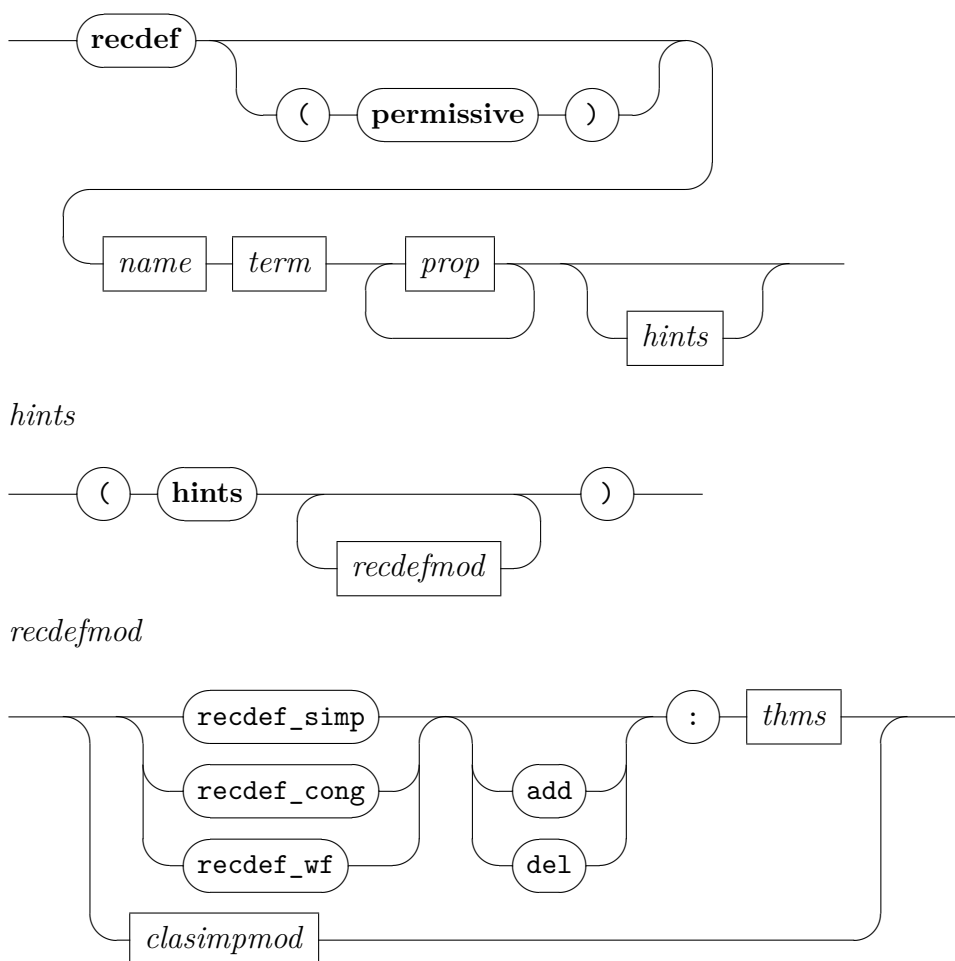 recdef
( permissive )
name term prop
hints
hints
( hints )
recdefmod
recdefmod
recdef_simp : thms
recdef_cong add
recdef_wf del
clasimpmod